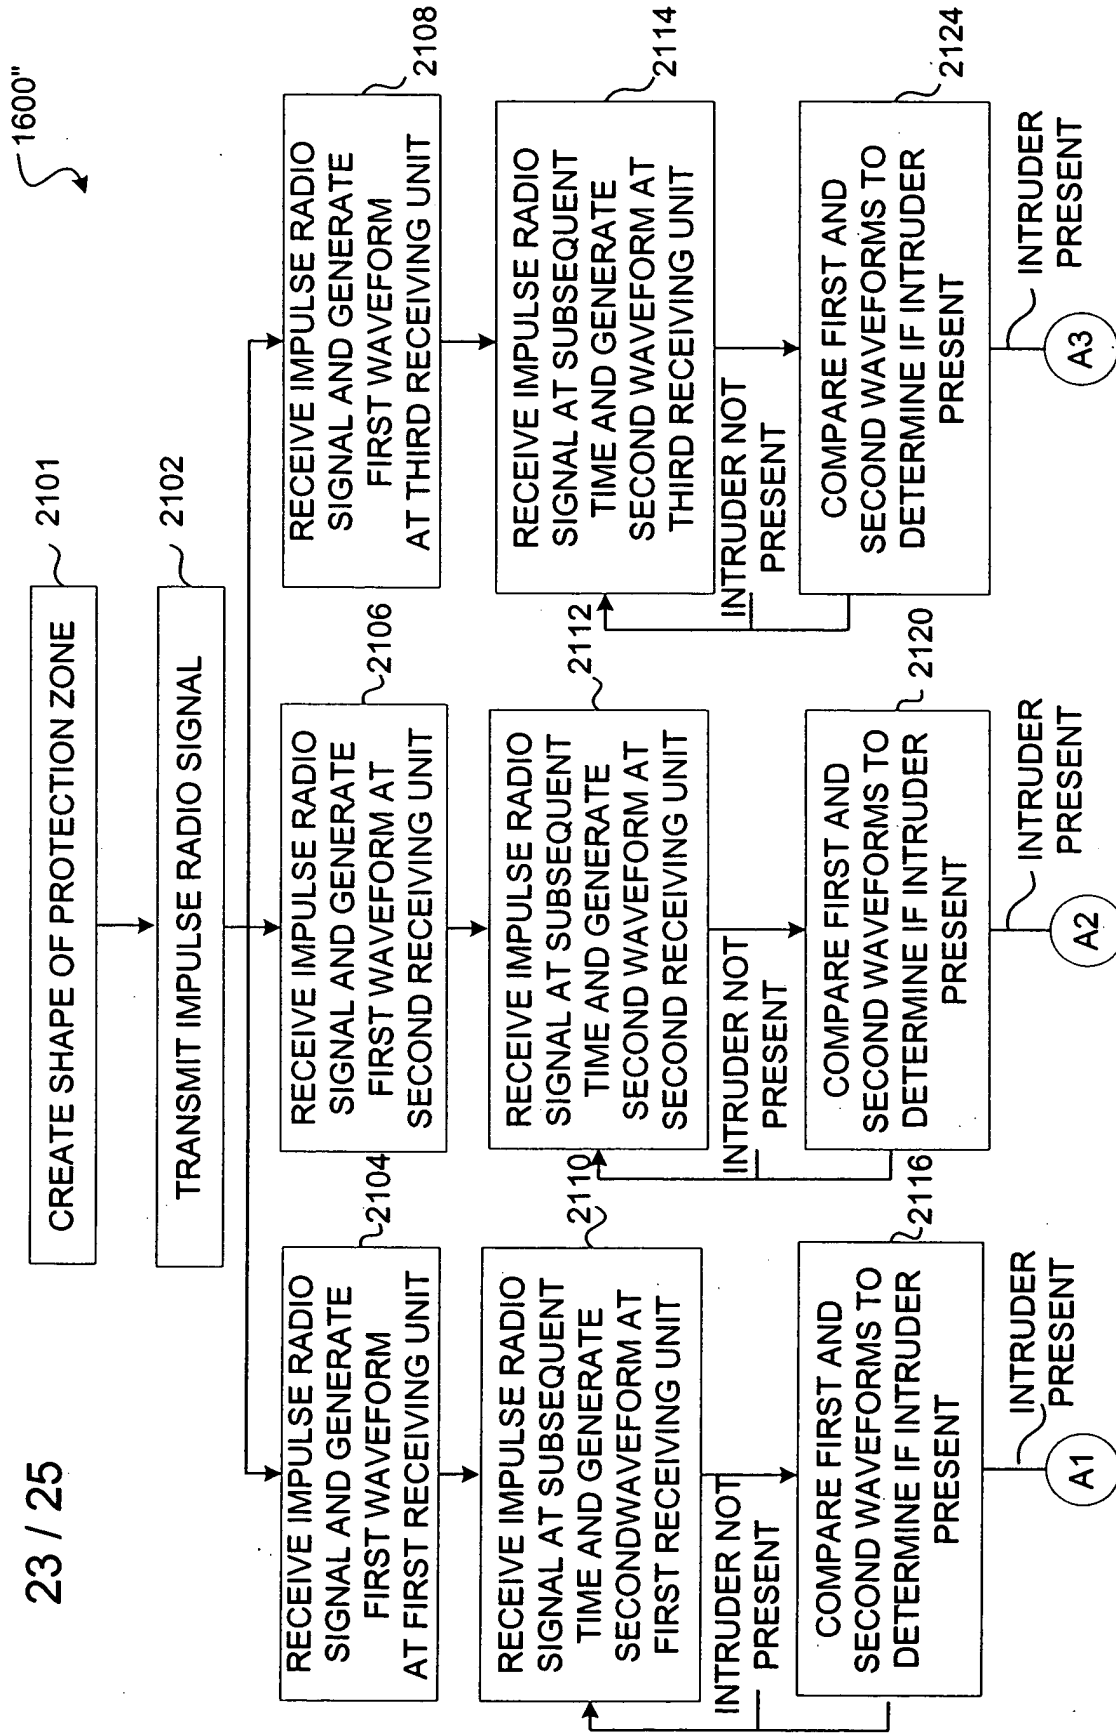 23 / 25
1600"
CREATE SHAPE OF PROTECTION ZONE
2101
TRANSMIT IMPULSE RADIO SIGNAL
2102
RECEIVE IMPULSE RADIO
SIGNAL AND GENERATE
FIRST WAVEFORM
AT FIRST RECEIVING UNIT
2104
RECEIVE IMPULSE RADIO
SIGNAL AND GENERATE
FIRST WAVEFORM AT
SECOND RECEIVING UNIT
2106
RECEIVE IMPULSE RADIO
SIGNAL AND GENERATE
FIRST WAVEFORM
AT THIRD RECEIVING UNIT
2108
RECEIVE IMPULSE RADIO
SIGNAL AT SUBSEQUENT
TIME AND GENERATE
SECONDWAVEFORM AT
FIRST RECEIVING UNIT
2110
RECEIVE IMPULSE RADIO
SIGNAL AT SUBSEQUENT
TIME AND GENERATE
SECOND WAVEFORM AT
SECOND RECEIVING UNIT
2112
RECEIVE IMPULSE RADIO
SIGNAL AT SUBSEQUENT
TIME AND GENERATE
SECOND WAVEFORM AT
THIRD RECEIVING UNIT
2114
INTRUDER NOT
PRESENT
INTRUDER NOT
PRESENT
INTRUDER NOT
PRESENT
COMPARE FIRST AND
SECOND WAVEFORMS TO
DETERMINE IF INTRUDER
PRESENT
2116
COMPARE FIRST AND
SECOND WAVEFORMS TO
DETERMINE IF INTRUDER
PRESENT
2120
COMPARE FIRST AND
SECOND WAVEFORMS TO
DETERMINE IF INTRUDER
PRESENT
2124
INTRUDER
PRESENT
A1
INTRUDER
PRESENT
A2
INTRUDER
PRESENT
A3